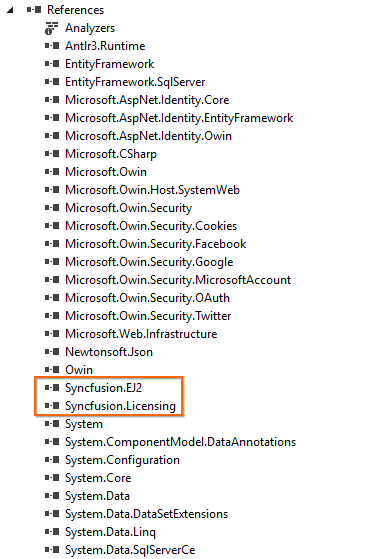 References
Analyzers
Antlr3.Runtime
EntityFramework
EntityFramework.SqlServer
Microsoft.AspNet.Identity.Core
Microsoft.AspNet.Identity.EntityFramework
Microsoft.AspNet.Identity.Owin
Microsoft.CSharp
Microsoft.Owin
Microsoft.Owin.Host.SystemWeb
Microsoft.Owin.Security
Microsoft.Owin.Security.Cookies
Microsoft.Owin.Security.Facebook
Microsoft.Owin.Security.Google
Microsoft.Owin.Security.MicrosoftAccount
Microsoft.Owin.Security.OAuth
Microsoft.Owin.Security.Twitter
Microsoft.Web.Infrastructure
Newtonsoft.Json
Owin
Syncfusion.EJ2
Syncfusion.Licensing
System
System.ComponentModel.DataAnnotations
System.Configuration
System.Core
System.Data
System.Data.DataSetExtensions
System.Data.Linq
System.Data.SqlServerCe